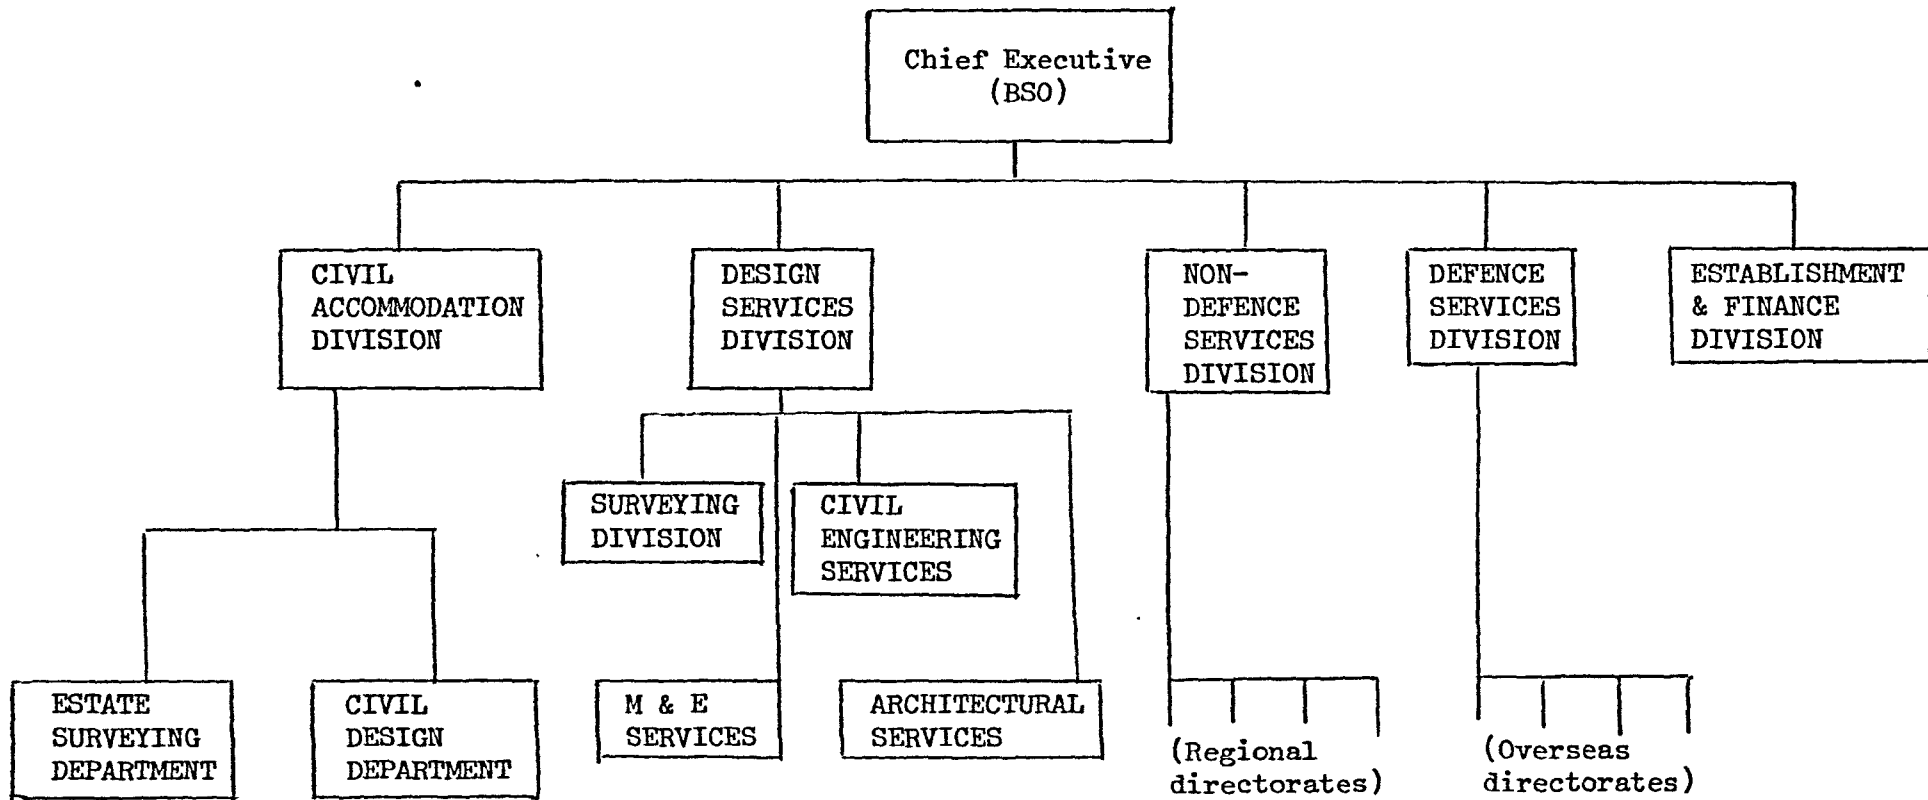 Chief Executive
(BSO)
CIVIL
ACCOMMODATION
DIVISION
DESIGN
SERVICES
DIVISION
NON-
DEFENCE
SERVICES
DIVISION
DEFENCE
SERVICES
DIVISION
ESTABLISHMENT
& FINANCE
DIVISION
SURVEYING
DIVISION
CIVIL
ENGINEERING
SERVICES
ESTATE
SURVEYING
DEPARTMENT
CIVIL
DESIGN
DEPARTMENT
M & E
SERVICES
ARCHITECTURAL
SERVICES
(Regional
directorates)
(Overseas
directorates)